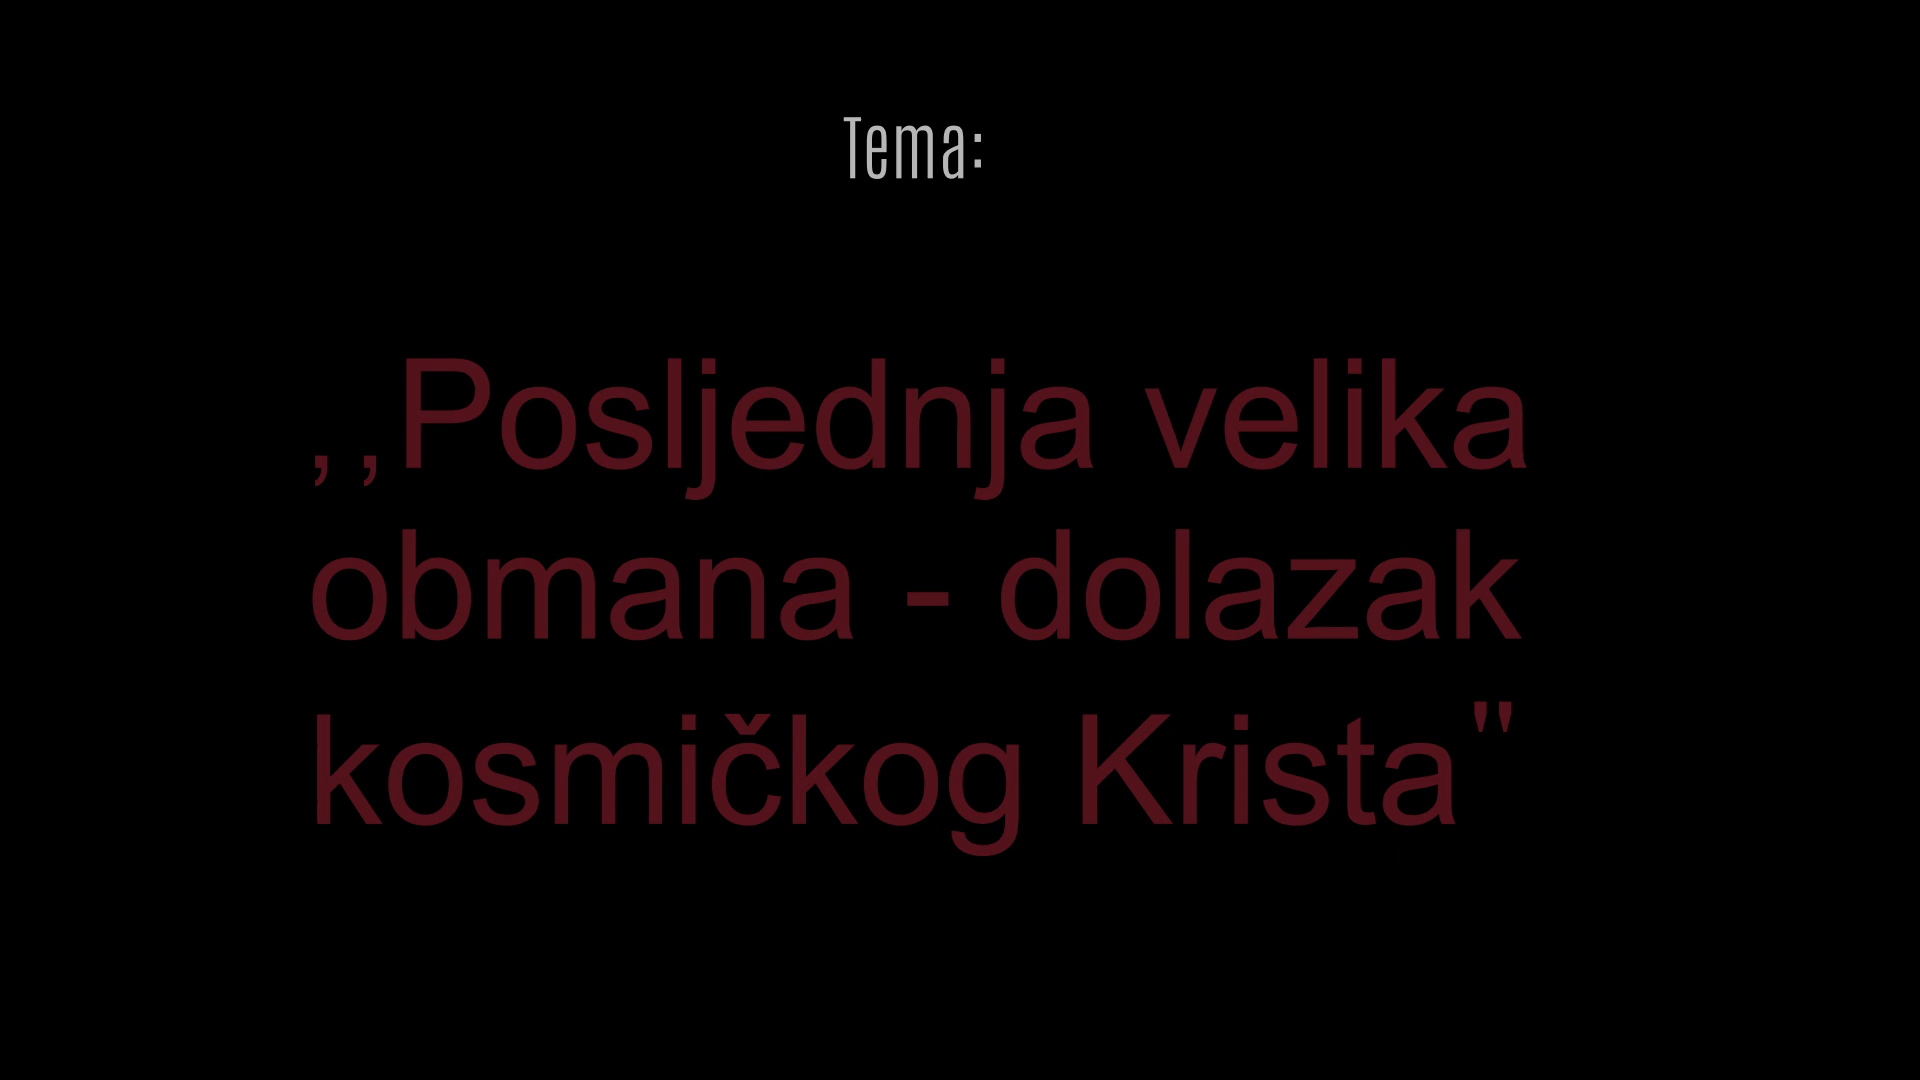 Tema:
,,Posljednja velika
obmana - dolazak
kosmičkog Krista"